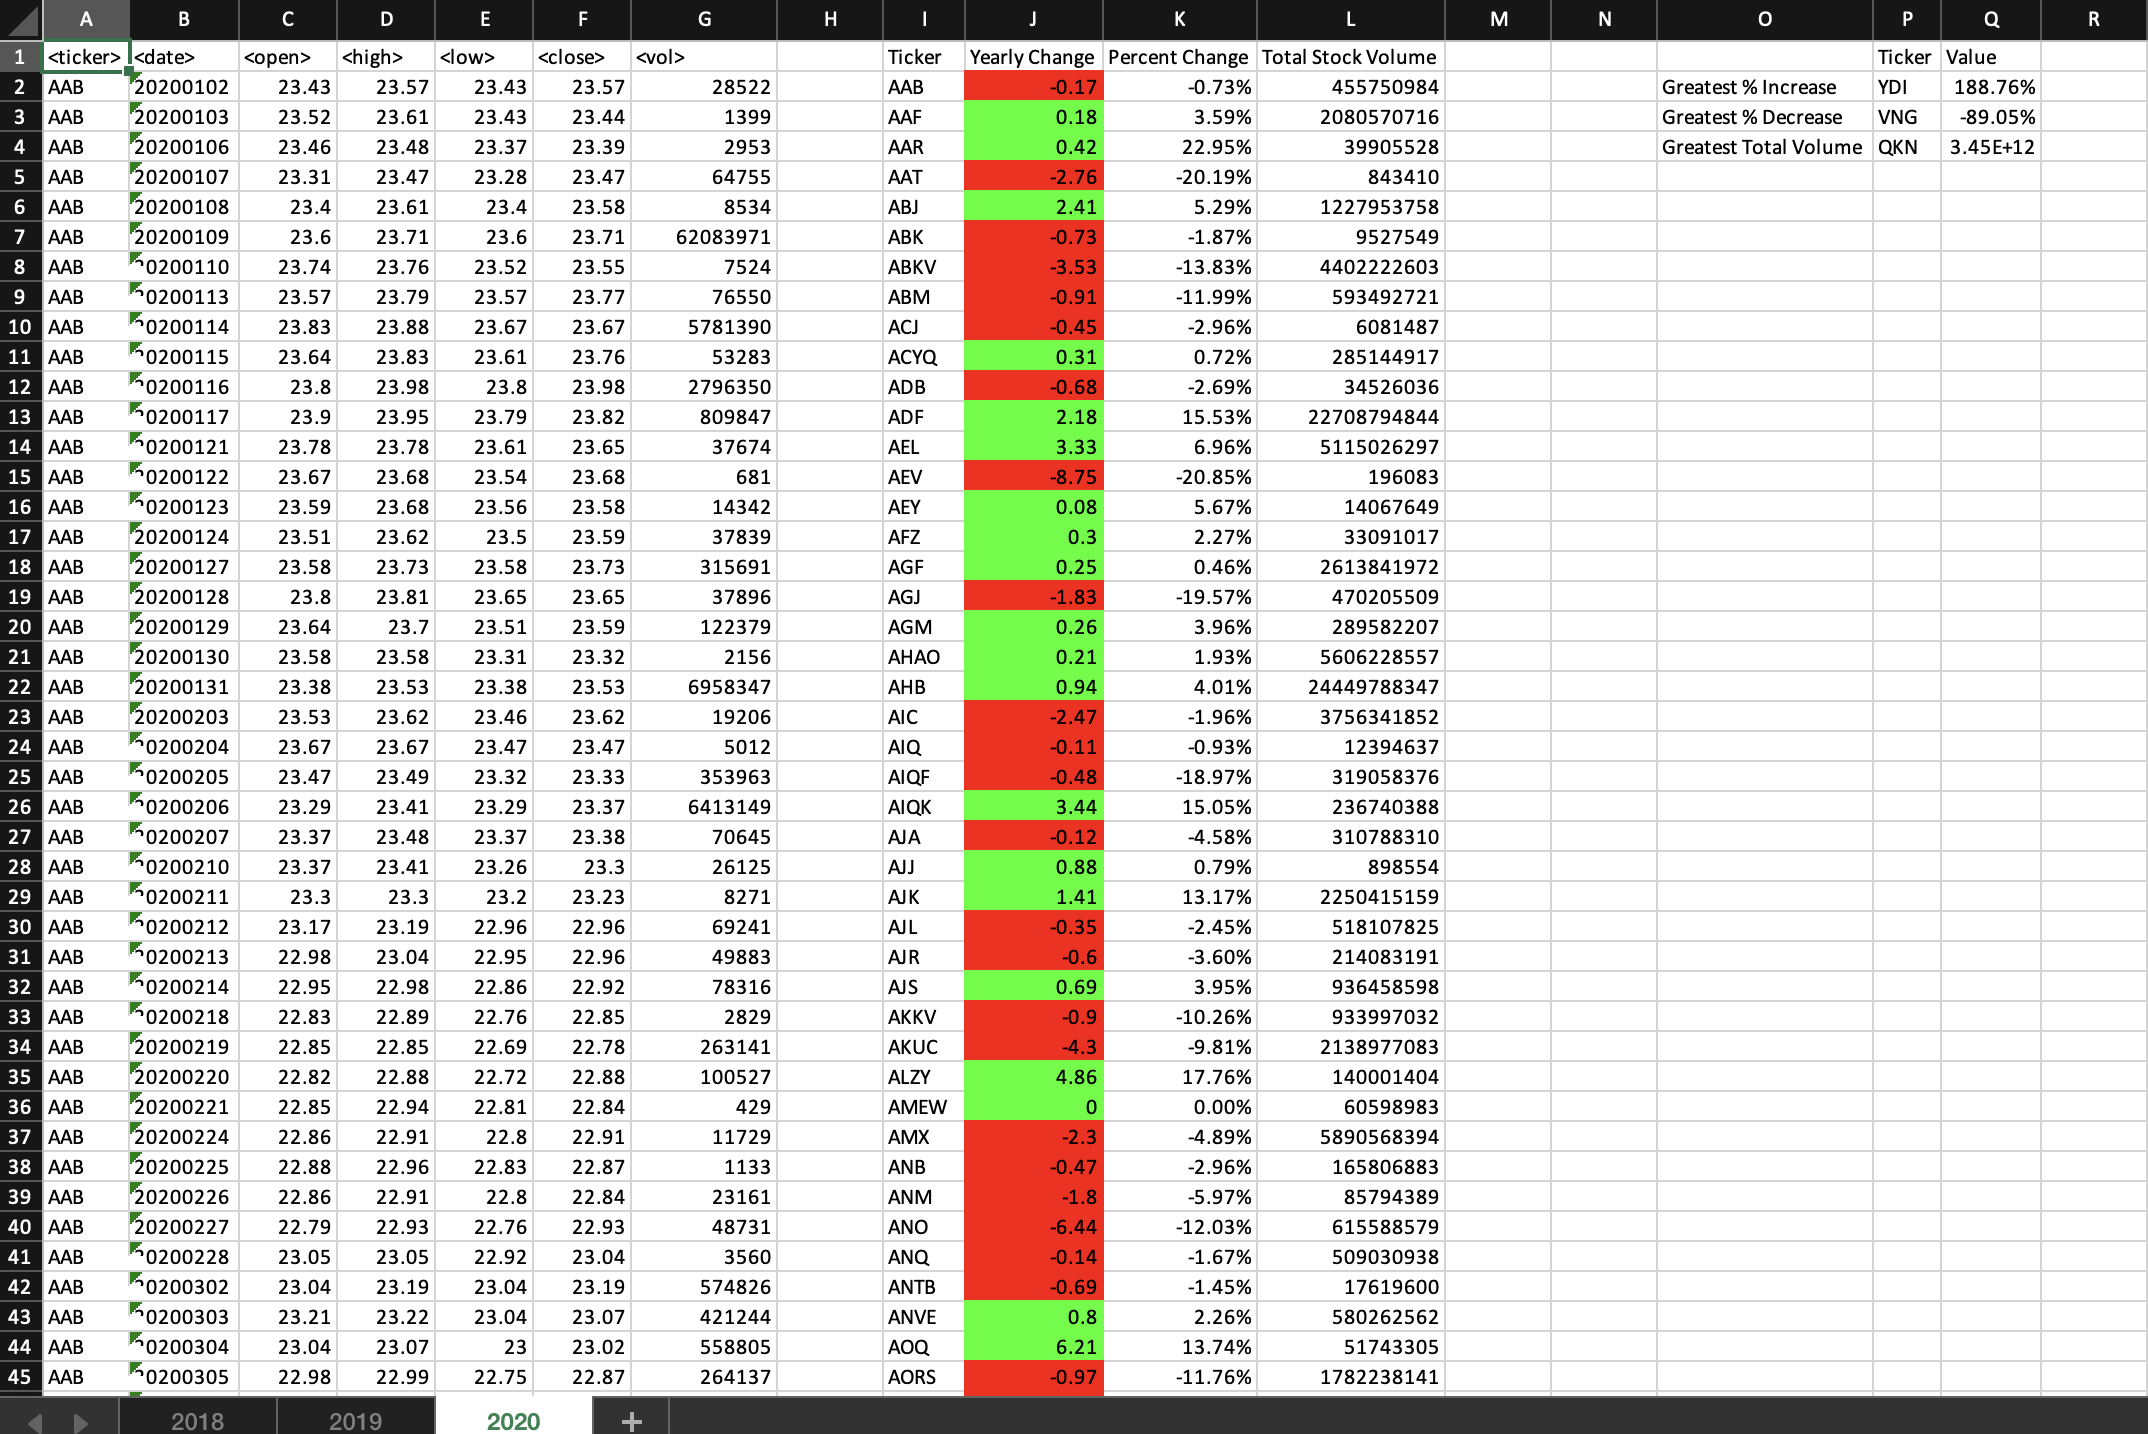 A B C D E F G H I J K L M N O P Q R
1 <ticker> <date> <open> <high> <low> <close> <vol> Ticker Yearly Change Percent Change Total Stock Volume Ticker Value
2 AAB 20200102 23.43 23.57 23.43 23.57 28522 AAB -0.17 -0.73% 455750984 Greatest % Increase YDI 188.76%
3 AAB 20200103 23.52 23.61 23.43 23.44 1399 AAF 0.18 3.59% 2080570716 Greatest % Decrease VNG -89.05%
4 AAB 20200106 23.46 23.48 23.37 23.39 2953 AAR 0.42 22.95% 39905528 Greatest Total Volume QKN 3.45E+12
5 AAB 20200107 23.31 23.47 23.28 23.47 64755 AAT -2.76 -20.19% 843410
6 AAB 20200108 23.4 23.61 23.4 23.58 8534 ABJ 2.41 5.29% 1227953758
7 AAB 20200109 23.6 23.71 23.6 23.71 62083971 ABK -0.73 -1.87% 9527549
8 AAB 20200110 23.74 23.76 23.52 23.55 7524 ABKV -3.53 -13.83% 4402222603
9 AAB 20200113 23.57 23.79 23.57 23.77 76550 ABM -0.91 -11.99% 593492721
10 AAB 20200114 23.83 23.88 23.67 23.67 5781390 ACJ -0.45 -2.96% 6081487
11 AAB 20200115 23.64 23.83 23.61 23.76 53283 ACYQ 0.31 0.72% 285144917
12 AAB 20200116 23.8 23.98 23.8 23.98 2796350 ADB -0.68 -2.69% 34526036
13 AAB 20200117 23.9 23.95 23.79 23.82 809847 ADF 2.18 15.53% 22708794844
14 AAB 20200121 23.78 23.78 23.61 23.65 37674 AEL 3.33 6.96% 5115026297
15 AAB 20200122 23.67 23.68 23.54 23.68 681 AEV -8.75 -20.85% 196083
16 AAB 20200123 23.59 23.68 23.56 23.58 14342 AEY 0.08 5.67% 14067649
17 AAB 20200124 23.51 23.62 23.5 23.59 37839 AFZ 0.3 2.27% 33091017
18 AAB 20200127 23.58 23.73 23.58 23.73 315691 AGF 0.25 0.46% 2613841972
19 AAB 20200128 23.8 23.81 23.65 23.65 37896 AGJ -1.83 -19.57% 470205509
20 AAB 20200129 23.64 23.7 23.51 23.59 122379 AGM 0.26 3.96% 289582207
21 AAB 20200130 23.58 23.58 23.31 23.32 2156 AHAO 0.21 1.93% 5606228557
22 AAB 20200131 23.38 23.53 23.38 23.53 6958347 AHB 0.94 4.01% 24449788347
23 AAB 20200203 23.53 23.62 23.46 23.62 19206 AIC -2.47 -1.96% 3756341852
24 AAB 20200204 23.67 23.67 23.47 23.47 5012 AIQ -0.11 -0.93% 12394637
25 AAB 20200205 23.47 23.49 23.32 23.33 353963 AIQF -0.48 -18.97% 319058376
26 AAB 20200206 23.29 23.41 23.29 23.37 6413149 AIQK 3.44 15.05% 236740388
27 AAB 20200207 23.37 23.48 23.37 23.38 70645 AJA -0.12 -4.58% 310788310
28 AAB 20200210 23.37 23.41 23.26 23.3 26125 AJJ 0.88 0.79% 898554
29 AAB 20200211 23.3 23.3 23.2 23.23 8271 AJK 1.41 13.17% 2250415159
30 AAB 20200212 23.17 23.19 22.96 22.96 69241 AJL -0.35 -2.45% 518107825
31 AAB 20200213 22.98 23.04 22.95 22.96 49883 AJR -0.6 -3.60% 214083191
32 AAB 20200214 22.95 22.98 22.86 22.92 78316 AJS 0.69 3.95% 936458598
33 AAB 20200218 22.83 22.89 22.76 22.85 2829 AKKV -0.9 -10.26% 933997032
34 AAB 20200219 22.85 22.85 22.69 22.78 263141 AKUC -4.3 -9.81% 2138977083
35 AAB 20200220 22.82 22.88 22.72 22.88 100527 ALZY 4.86 17.76% 140001404
36 AAB 20200221 22.85 22.94 22.81 22.84 429 AMEW 0 0.00% 60598983
37 AAB 20200224 22.86 22.91 22.8 22.91 11729 AMX -2.3 -4.89% 5890568394
38 AAB 20200225 22.88 22.96 22.83 22.87 1133 ANB -0.47 -2.96% 165806883
39 AAB 20200226 22.86 22.91 22.8 22.84 23161 ANM -1.8 -5.97% 85794389
40 AAB 20200227 22.79 22.93 22.76 22.93 48731 ANO -6.44 -12.03% 615588579
41 AAB 20200228 23.05 23.05 22.92 23.04 3560 ANQ -0.14 -1.67% 509030938
42 AAB 20200302 23.04 23.19 23.04 23.19 574826 ANTB -0.69 -1.45% 17619600
43 AAB 20200303 23.21 23.22 23.04 23.07 421244 ANVE 0.8 2.26% 580262562
44 AAB 20200304 23.04 23.07 23 23.02 558805 AOQ 6.21 13.74% 51743305
45 AAB 20200305 22.98 22.99 22.75 22.87 264137 AORS -0.97 -11.76% 1782238141
2018 2019 2020 +